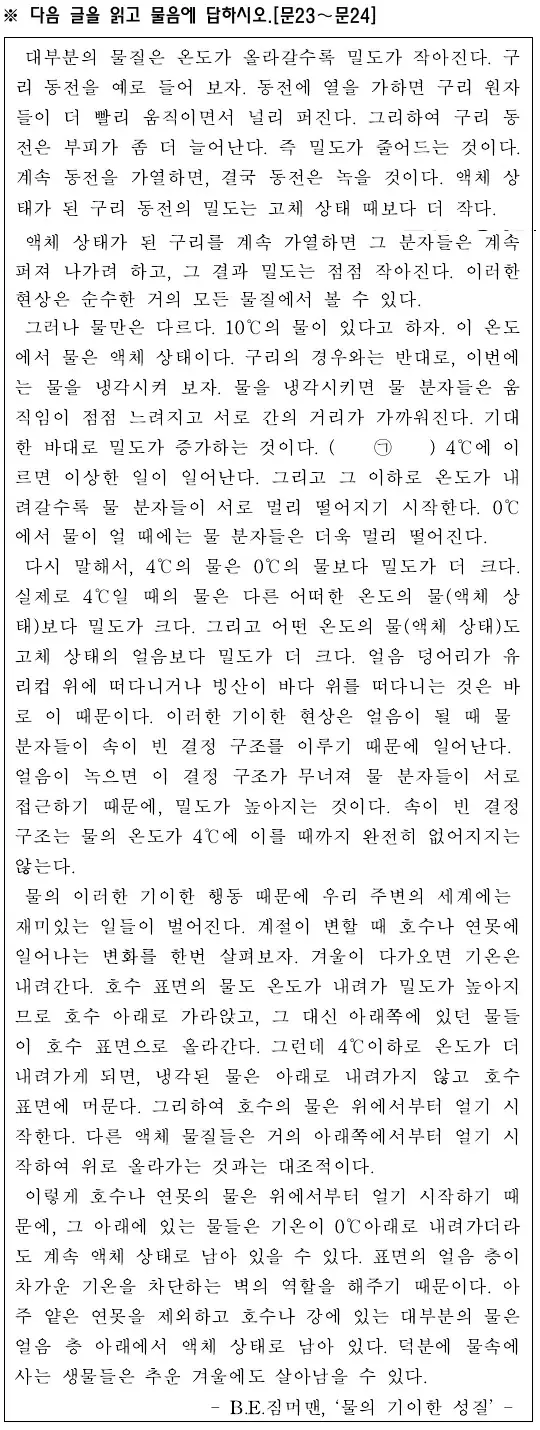 ※ 다음 글을 읽고 물음에 답하시오.[문23～문24]
대부분의 물질은 온도가 올라갈수록 밀도가 작아진다. 구
리 동전을 예로 들어 보자. 동전에 열을 가하면 구리 원자
들이 더 빨리 움직이면서 널리 퍼진다. 그리하여 구리 동
전은 부피가 좀 더 늘어난다. 즉 밀도가 줄어드는 것이다.
계속 동전을 가열하면, 결국 동전은 녹을 것이다. 액체 상
태가 된 구리 동전의 밀도는 고체 상태 때보다 더 작다.
액체 상태가 된 구리를 계속 가열하면 그 분자들은 계속
퍼져 나가려 하고, 그 결과 밀도는 점점 작아진다. 이러한
현상은 순수한 거의 모든 물질에서 볼 수 있다.
그러나 물만은 다르다. 10℃의 물이 있다고 하자. 이 온도
에서 물은 액체 상태이다. 구리의 경우와는 반대로, 이번에
는 물을 냉각시켜 보자. 물을 냉각시키면 물 분자들은 움
직임이 점점 느려지고 서로 간의 거리가 가까워진다. 기대
한 바대로 밀도가 증가하는 것이다. ( ㉠ ) 4℃에 이
르면 이상한 일이 일어난다. 그리고 그 이하로 온도가 내
려갈수록 물 분자들이 서로 멀리 떨어지기 시작한다. 0℃
에서 물이 얼 때에는 물 분자들은 더욱 멀리 떨어진다.
다시 말해서, 4℃의 물은 0℃의 물보다 밀도가 더 크다.
실제로 4℃일 때의 물은 다른 어떠한 온도의 물(액체 상
태)보다 밀도가 크다. 그리고 어떤 온도의 물(액체 상태)도
고체 상태의 얼음보다 밀도가 더 크다. 얼음 덩어리가 유
리컵 위에 떠다니거나 빙산이 바다 위를 떠다니는 것은 바
로 이 때문이다. 이러한 기이한 현상은 얼음이 될 때 물
분자들이 속이 빈 결정 구조를 이루기 때문에 일어난다.
얼음이 녹으면 이 결정 구조가 무너져 물 분자들이 서로
접근하기 때문에, 밀도가 높아지는 것이다. 속이 빈 결정
구조는 물의 온도가 4℃에 이를 때까지 완전히 없어지지는
않는다.
물의 이러한 기이한 행동 때문에 우리 주변의 세계에는
재미있는 일들이 벌어진다. 계절이 변할 때 호수나 연못에
일어나는 변화를 한번 살펴보자. 겨울이 다가오면 기온은
내려간다. 호수 표면의 물도 온도가 내려가 밀도가 높아지
므로 호수 아래로 가라앉고, 그 대신 아래쪽에 있던 물들
이 호수 표면으로 올라간다. 그런데 4℃이하로 온도가 더
내려가게 되면, 냉각된 물은 아래로 내려가지 않고 호수
표면에 머문다. 그리하여 호수의 물은 위에서부터 얼기 시
작한다. 다른 액체 물질들은 거의 아래쪽에서부터 얼기 시
작하여 위로 올라가는 것과는 대조적이다.
이렇게 호수나 연못의 물은 위에서부터 얼기 시작하기 때
문에, 그 아래에 있는 물들은 기온이 0℃아래로 내려가더라
도 계속 액체 상태로 남아 있을 수 있다. 표면의 얼음 층이
차가운 기온을 차단하는 벽의 역할을 해주기 때문이다. 아
주 얕은 연못을 제외하고 호수나 강에 있는 대부분의 물은
얼음 층 아래에서 액체 상태로 남아 있다. 덕분에 물속에
사는 생물들은 추운 겨울에도 살아남을 수 있다.
- B.E.짐머맨, ‘물의 기이한 성질’ -